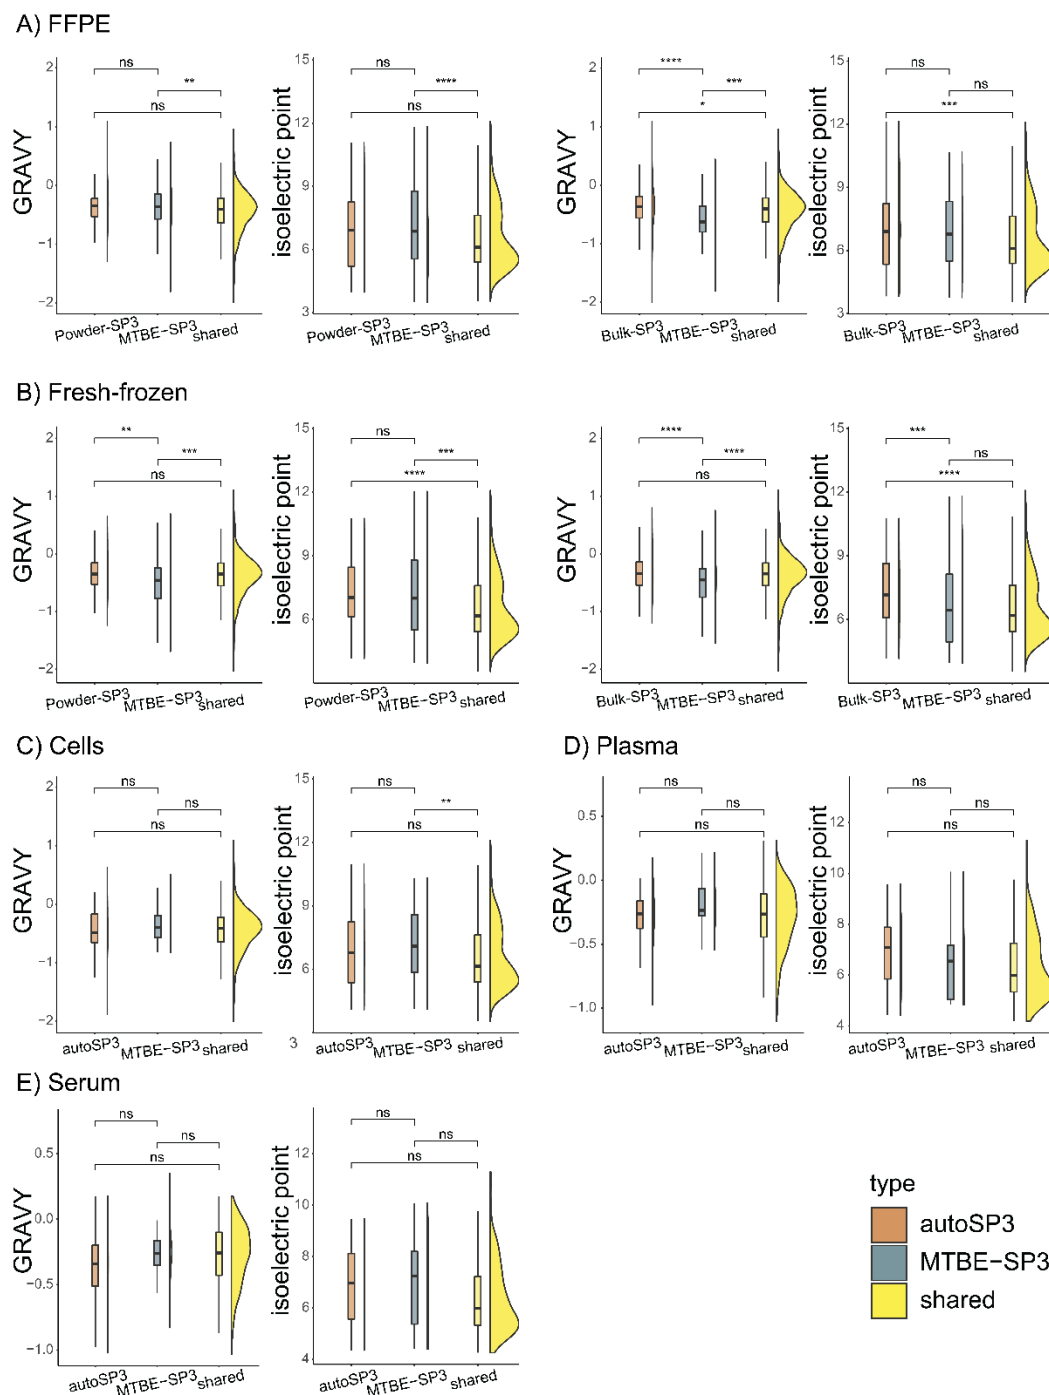 A) FFPE
GRAVY
2
1
0
−1
−2
ns
**
ns
Powder-SP3
MTBE−SP3
shared
isoelectric point
15
12
9
6
3
ns
****
ns
Powder-SP3
MTBE−SP3
shared
GRAVY
2
1
0
−1
−2
****
***
*
Bulk-SP3
MTBE−SP3
shared
isoelectric point
15
12
9
6
3
ns
ns
***
Bulk-SP3
MTBE−SP3
shared
B) Fresh-frozen
GRAVY
2
1
0
−1
−2
**
***
ns
Powder-SP3
MTBE−SP3
shared
isoelectric point
15
12
9
6
ns
***
****
Powder-SP3
MTBE−SP3
shared
GRAVY
2
1
0
−1
−2
****
****
ns
Bulk-SP3
MTBE−SP3
shared
isoelectric point
15
12
9
6
***
ns
****
Bulk-SP3
MTBE−SP3
shared
C) Cells
GRAVY
2
1
0
−1
−2
ns
ns
ns
autoSP3
MTBE−SP3
shared
isoelectric point
15
12
9
6
3
ns
**
ns
autoSP3
MTBE−SP3
shared
D) Plasma
GRAVY
0.5
0.0
−0.5
−1.0
ns
ns
ns
autoSP3
MTBE−SP3
shared
isoelectric point
12
10
8
6
4
ns
ns
ns
autoSP3
MTBE−SP3
shared
E) Serum
GRAVY
0.5
0.0
−0.5
−1.0
ns
ns
ns
autoSP3
MTBE−SP3
shared
isoelectric point
12
10
8
6
4
ns
ns
ns
autoSP3
MTBE−SP3
shared
type
autoSP3
MTBE−SP3
shared